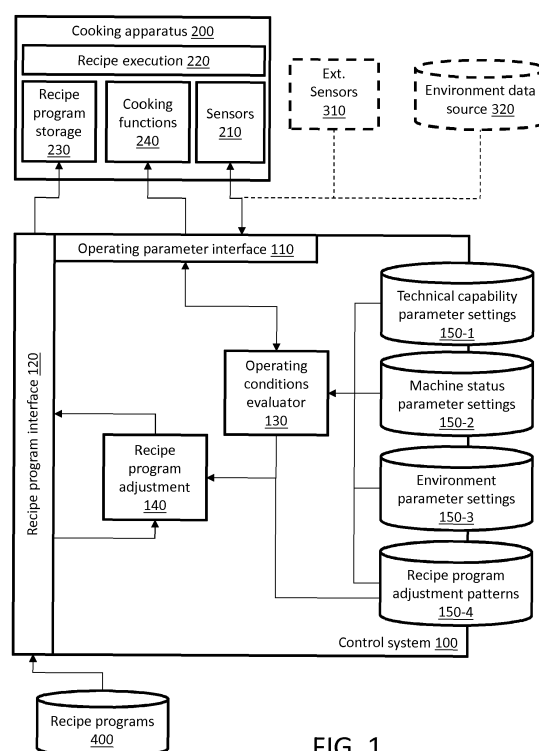 Cooking apparatus 200
Recipe execution 220
Recipe
program
storage
230
Cooking
functions
240
Sensors
210
Ext.
Sensors
310
Environment data
source 320
Operating parameter interface 110
Recipe program interface 120
Technical capability
parameter settings
150-1
Operating
conditions
evaluator
130
Machine status
parameter settings
150-2
Recipe
program
adjustment
140
Environment
parameter settings
150-3
Recipe program
adjustment patterns
150-4
Control system 100
Recipe programs
400
FIG. 1